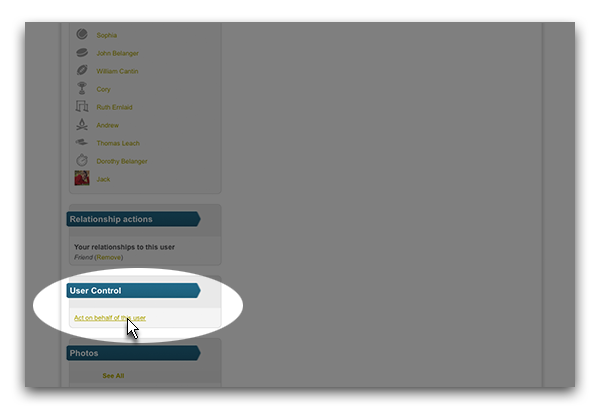 Sophia
John Belanger
William Cantin
Cory
Ruth Erntaid
Andrew
Thomas Leach
Dorothy Belanger
Jack
Relationship actions
Your relationships to this user
Friend (Remove)
User Control
Act on behalf of this user
Photos
See All